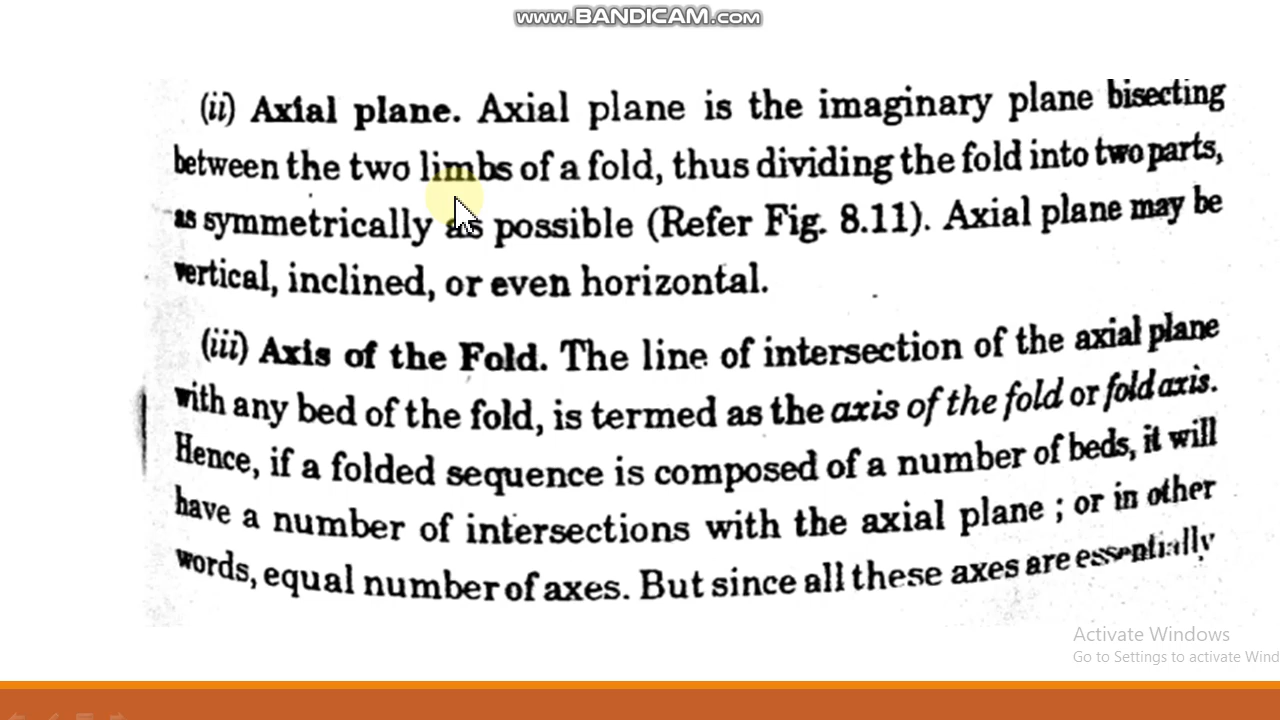 www.BANDICAM.com
(ii) Axial plane. Axial plane is the imaginary plane bisecting
between the two limbs of a fold, thus dividing the fold into two parts,
as symmetrically as possible (Refer Fig. 8.11). Axial plane may be
vertical, inclined, or even horizontal.
(iii) Axis of the Fold. The line of intersection of the axial plane
with any bed of the fold, is termed as the axis of the fold or fold axis.
Hence, if a folded sequence is composed of a number of beds, it will
have a number of intersections with the axial plane ; or in other
words, equal number of axes. But since all these axes are essentially
Activate Windows
Go to Settings to activate Wind